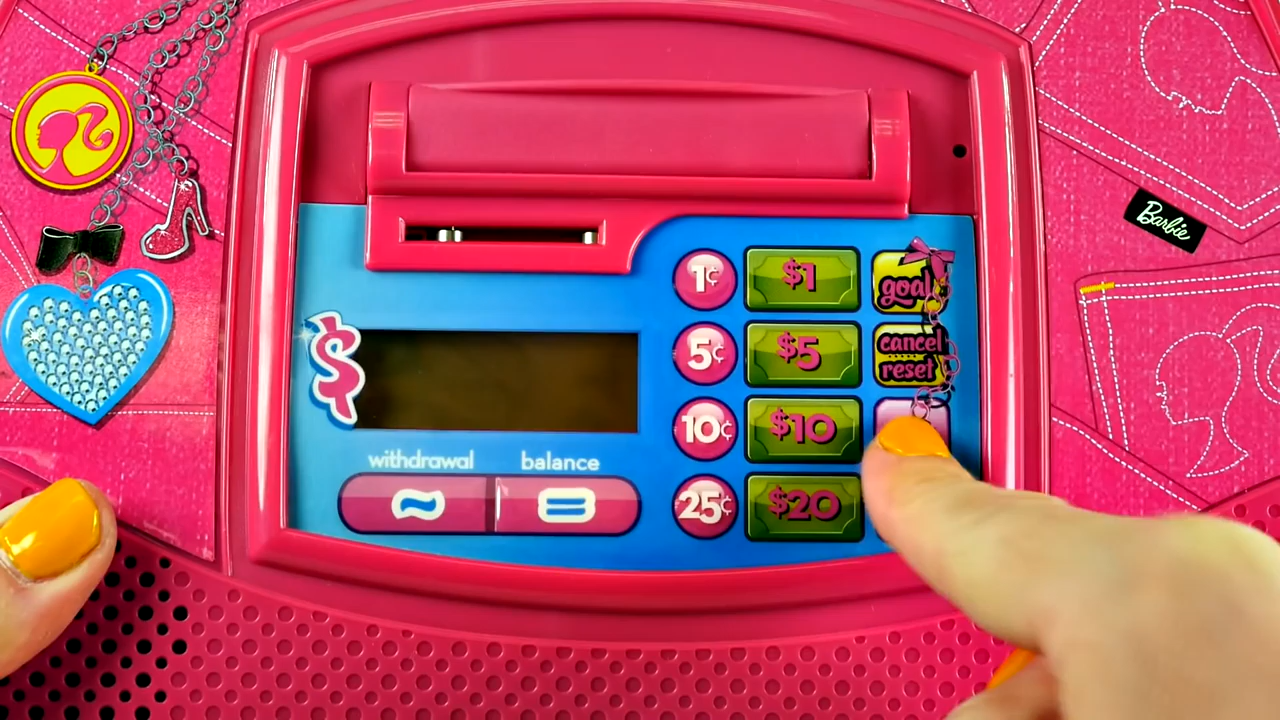 Barbie
1¢ $1 goal
5¢ $5 cancel
reset
10¢ $10
25¢ $20
$
withdrawal balance
~ =